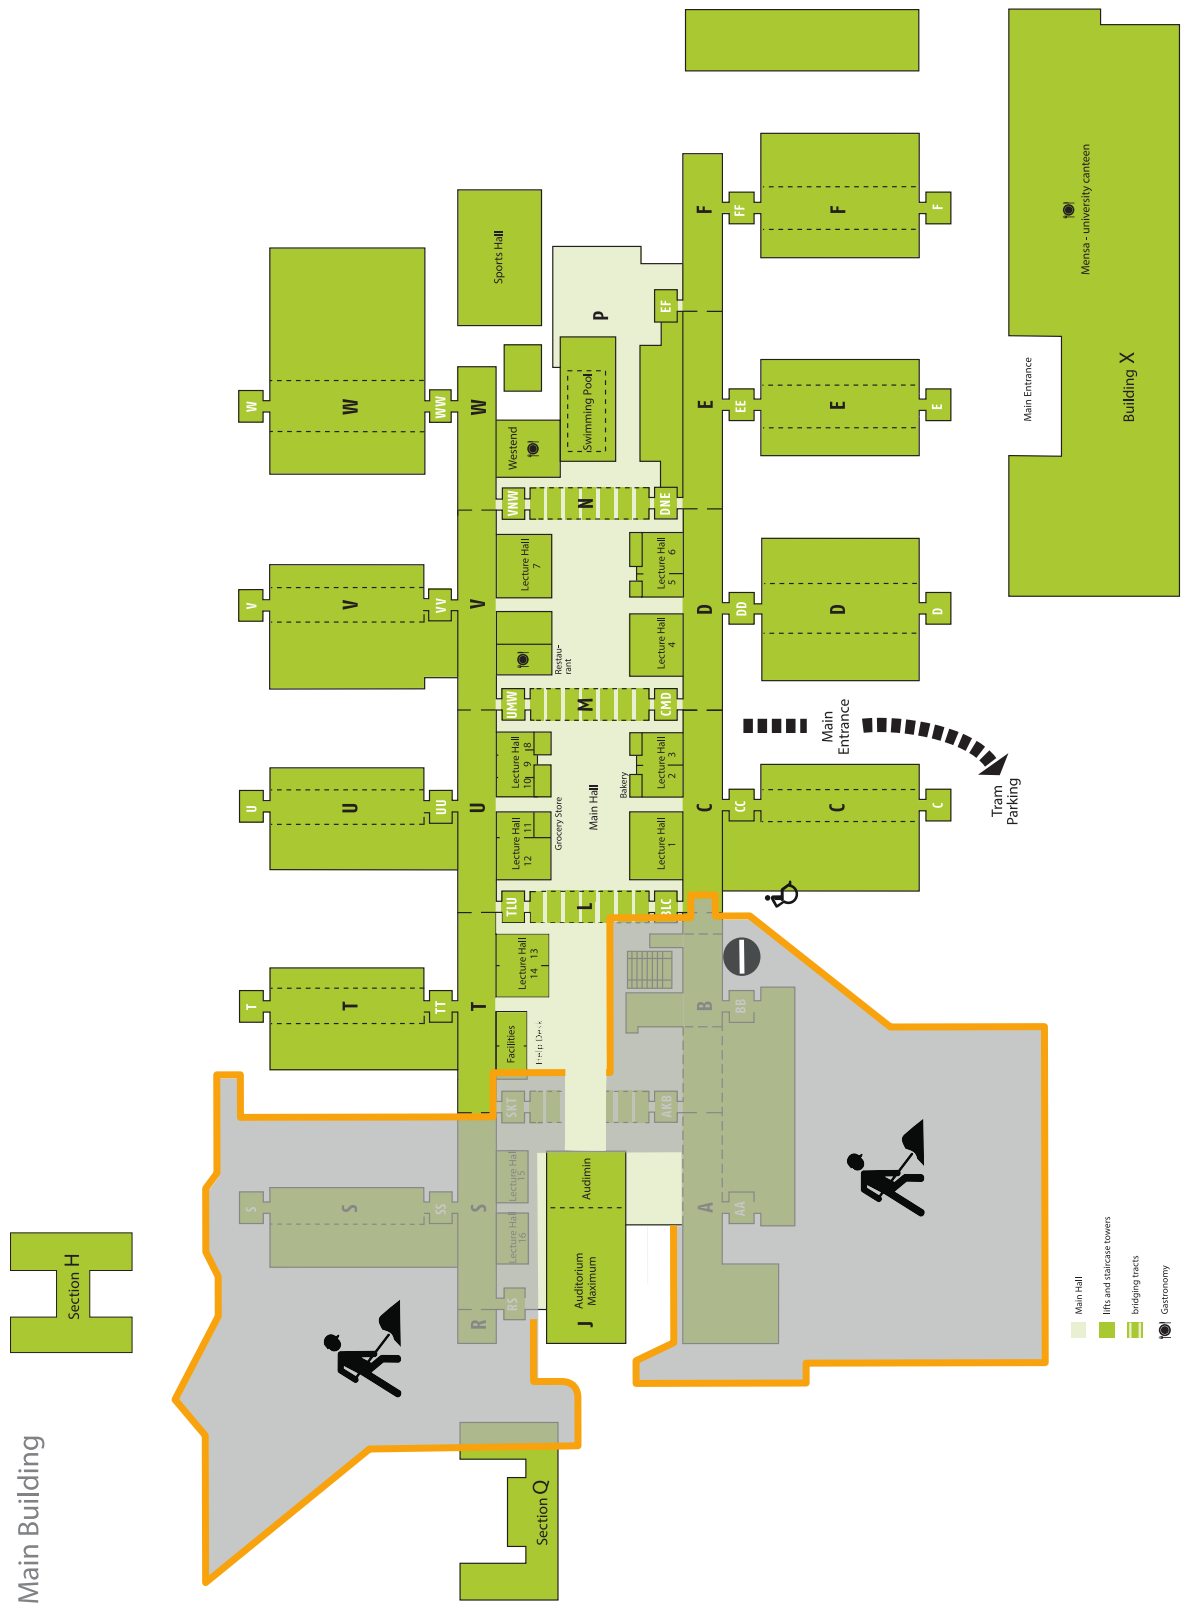 Main Building
Section H
Section Q
W
W
WW
W
V
V
VV
V
U
U
UU
U
T
T
TT
T
S
S
SS
S
R
RS
Sports Hall
P
EF
Swimming Pool
Westend
VNW
N
DNE
Lecture Hall
7
Lecture Hall
5 6
Restau-
rant
Lecture Hall
4
UMW
M
CMD
Lecture Hall
10 9 8
Lecture Hall
2 3
Bakery
Grocery Store
Main Hall
Lecture Hall
12 11
Lecture Hall
1
TLU
L
BLC
Lecture Hall
14 13
Facilities
Help Desk
SKT
AKB
Lecture Hall
15
Lecture Hall
16
Audimin
Auditorium
Maximum
J
F
FF
F
F
E
EE
E
E
D
DD
D
D
C
CC
C
C
B
BB
A
AA
Main
Entrance
Tram
Parking
Mensa - university canteen
Main Entrance
Building X
Main Hall
lifts and staircase towers
bridging tracts
Gastronomy